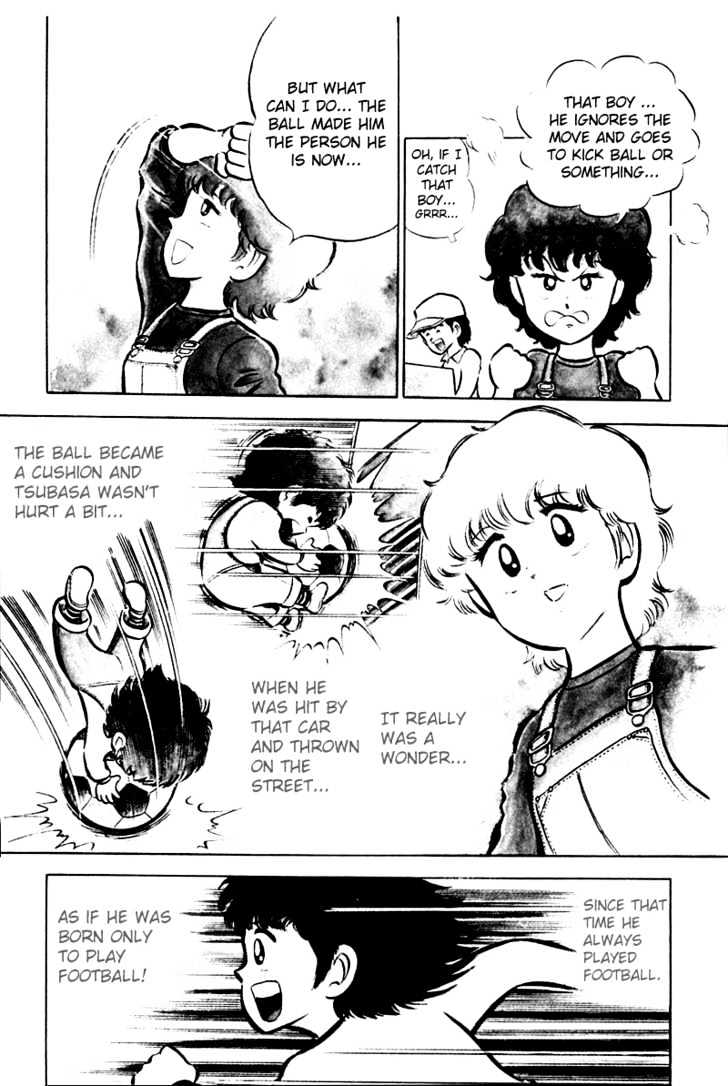 THAT BOY ...
HE IGNORES THE
MOVE AND GOES
TO KICK BALL OR
SOMETHING...
OH, IF I
CATCH
THAT
BOY...
GRRR...
BUT WHAT
CAN I DO... THE
BALL MADE HIM
THE PERSON HE
IS NOW...
IT REALLY
WAS A
WONDER...
WHEN HE
WAS HIT BY
THAT CAR
AND THROWN
ON THE
STREET...
THE BALL BECAME
A CUSHION AND
TSUBASA WASN'T
HURT A BIT...
SINCE THAT
TIME HE
ALWAYS
PLAYED
FOOTBALL.
AS IF HE WAS
BORN ONLY
TO PLAY
FOOTBALL!